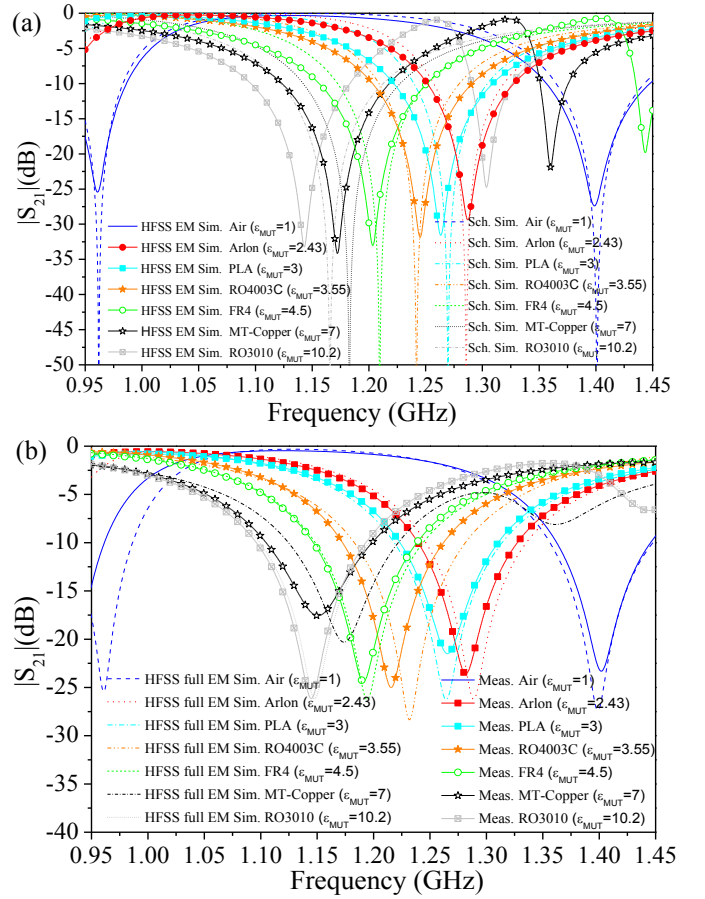 (a)
0
-5
-10
-15
-20
-25
-30
-35
-40
-45
-50
|S21|(dB)
HFSS EM Sim. Air (εMUT=1)
HFSS EM Sim. Arlon (εMUT=2.43)
HFSS EM Sim. PLA (εMUT=3)
HFSS EM Sim. RO4003C (εMUT=3.55)
HFSS EM Sim. FR4 (εMUT=4.5)
HFSS EM Sim. MT-Copper (εMUT=7)
HFSS EM Sim. RO3010 (εMUT=10.2)
Sch. Sim. Air (εMUT=1)
Sch. Sim. Arlon (εMUT=2.43)
Sch. Sim. PLA (εMUT=3)
Sch. Sim. RO4003C (εMUT=3.55)
Sch. Sim. FR4 (εMUT=4.5)
Sch. Sim. MT-Copper (εMUT=7)
Sch. Sim. RO3010 (εMUT=10.2)
0.95 1.00 1.05 1.10 1.15 1.20 1.25 1.30 1.35 1.40 1.45
Frequency (GHz)
(b)
0
-5
-10
-15
-20
-25
-30
-35
-40
|S21|(dB)
HFSS full EM Sim. Air (εMUT=1)
HFSS full EM Sim. Arlon (εMUT=2.43)
HFSS full EM Sim. PLA (εMUT=3)
HFSS full EM Sim. RO4003C (εMUT=3.55)
HFSS full EM Sim. FR4 (εMUT=4.5)
HFSS full EM Sim. MT-Copper (εMUT=7)
HFSS full EM Sim. RO3010 (εMUT=10.2)
Meas. Air (εMUT=1)
Meas. Arlon (εMUT=2.43)
Meas. PLA (εMUT=3)
Meas. RO4003C (εMUT=3.55)
Meas. FR4 (εMUT=4.5)
Meas. MT-Copper (εMUT=7)
Meas. RO3010 (εMUT=10.2)
0.95 1.00 1.05 1.10 1.15 1.20 1.25 1.30 1.35 1.40 1.45
Frequency (GHz)